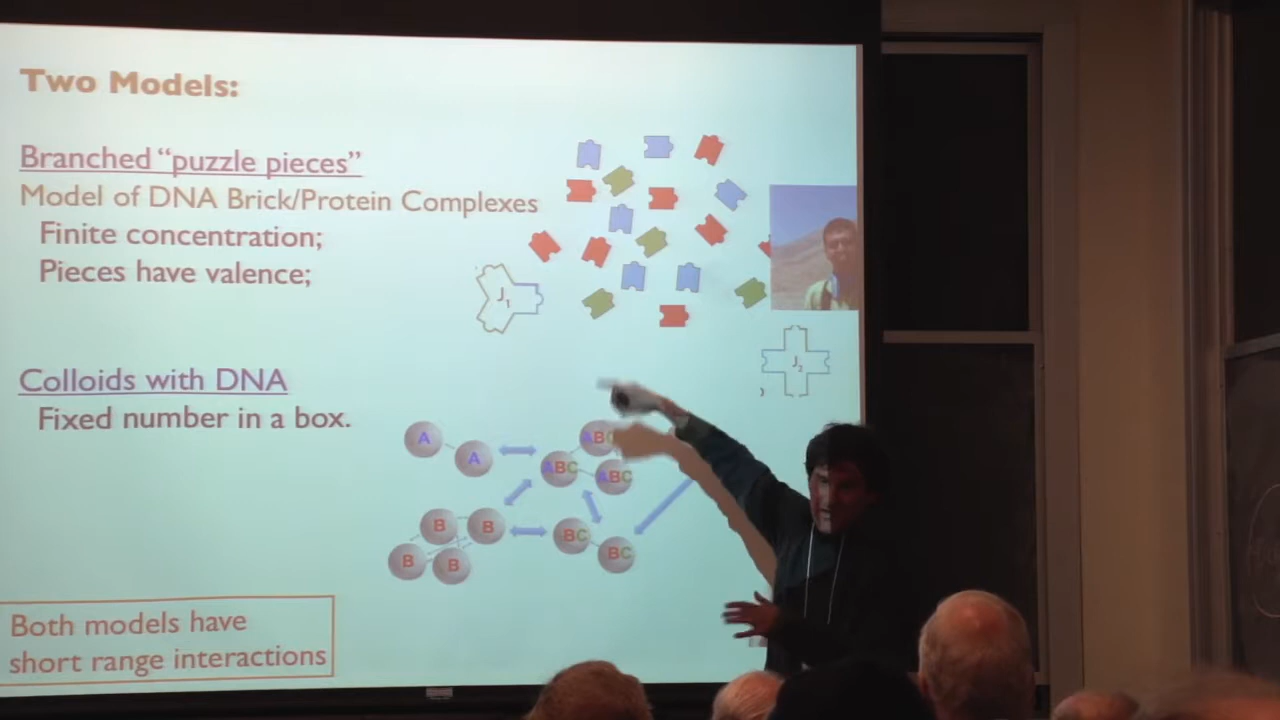 Two Models:
Branched “puzzle pieces”
Model of DNA Brick/Protein Complexes
Finite concentration;
Pieces have valence;
J1
J2
Colloids with DNA
Fixed number in a box.
A
A
ABC
ABC
ABC
B
B
B
B
BC
BC
Both models have
short range interactions